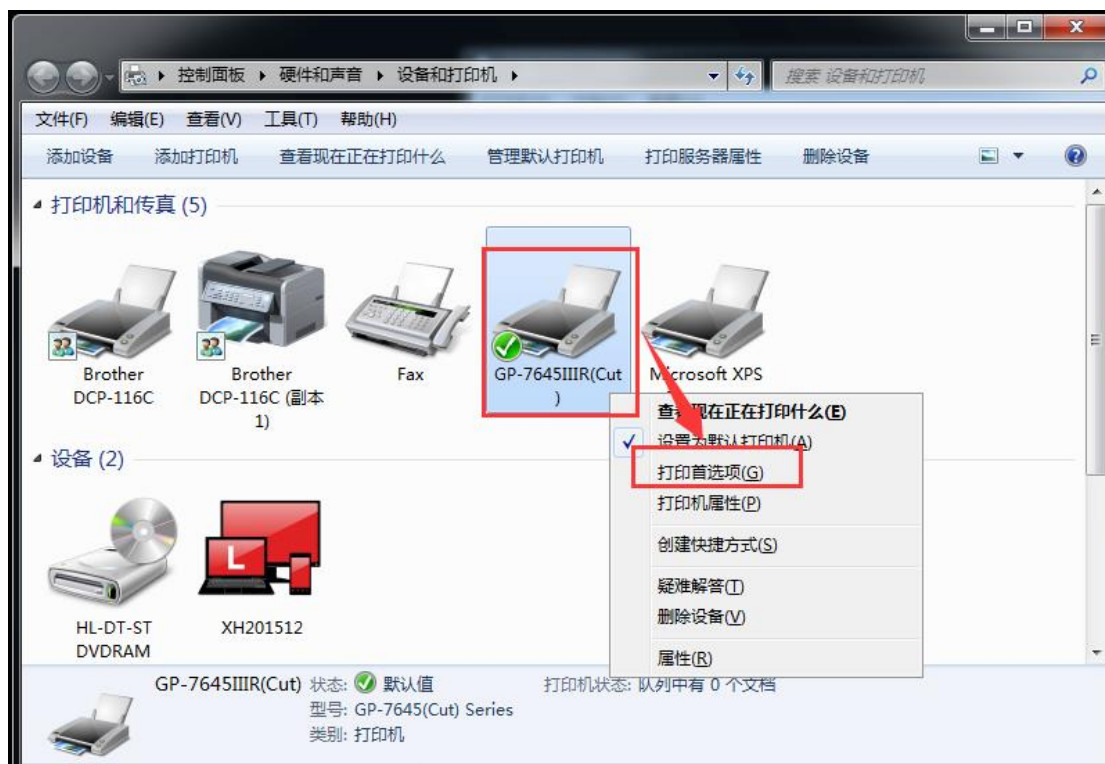 控制面板 ▸ 硬件和声音 ▸ 设备和打印机 ▸
搜索 设备和打印机
文件(F) 编辑(E) 查看(V) 工具(T) 帮助(H)
添加设备 添加打印机 查看现在正在打印什么 管理默认打印机 打印服务器属性 删除设备
打印机和传真 (5)
Brother
DCP-116C
Brother
DCP-116C (副本
1)
Fax
GP-7645IIIR(Cut
)
Microsoft XPS
查看现在正在打印什么(E)
设置为默认打印机(A)
打印首选项(G)
打印机属性(P)
创建快捷方式(S)
疑难解答(T)
删除设备(V)
属性(R)
设备 (2)
HL-DT-ST
DVDRAM
L
XH201512
GP-7645IIIR(Cut) 状态: 默认值 打印机状态: 队列中有 0 个文档
型号: GP-7645(Cut) Series
类别: 打印机